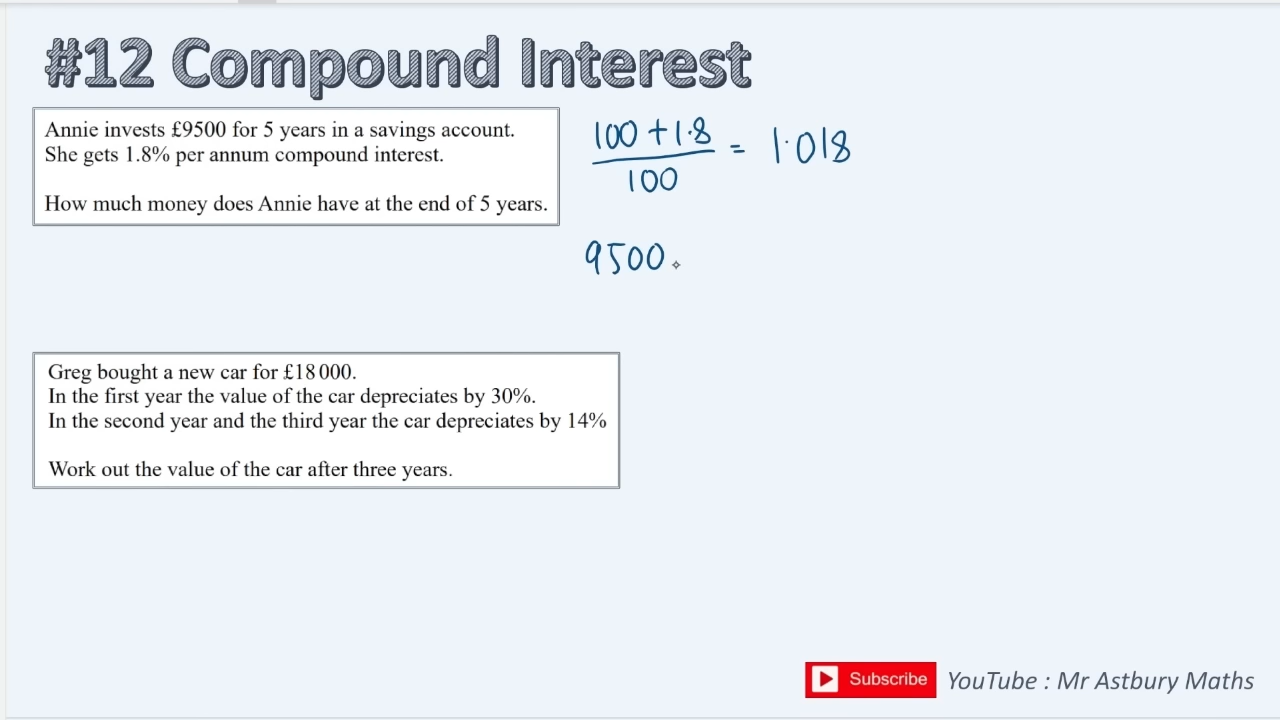 #12 Compound Interest
Annie invests £9500 for 5 years in a savings account.
She gets 1.8% per annum compound interest.
How much money does Annie have at the end of 5 years.
100 + 1·8
100
= 1·018
9500
Greg bought a new car for £18 000.
In the first year the value of the car depreciates by 30%.
In the second year and the third year the car depreciates by 14%
Work out the value of the car after three years.
Subscribe
YouTube : Mr Astbury Maths